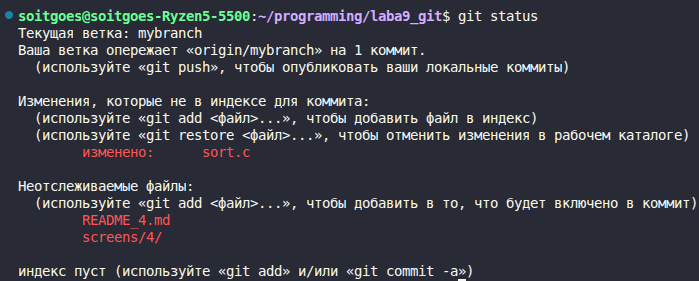 soitgoes@soitgoes-Ryzen5-5500:~/programming/laba9_git$ git status
Текущая ветка: mybranch
Ваша ветка опережает «origin/mybranch» на 1 коммит.
(используйте «git push», чтобы опубликовать ваши локальные коммиты)
Изменения, которые не в индексе для коммита:
(используйте «git add <файл>...», чтобы добавить файл в индекс)
(используйте «git restore <файл>...», чтобы отменить изменения в рабочем каталоге)
изменено: sort.c
Неотслеживаемые файлы:
(используйте «git add <файл>...», чтобы добавить в то, что будет включено в коммит)
README_4.md
screens/4/
индекс пуст (используйте «git add» и/или «git commit -a»)